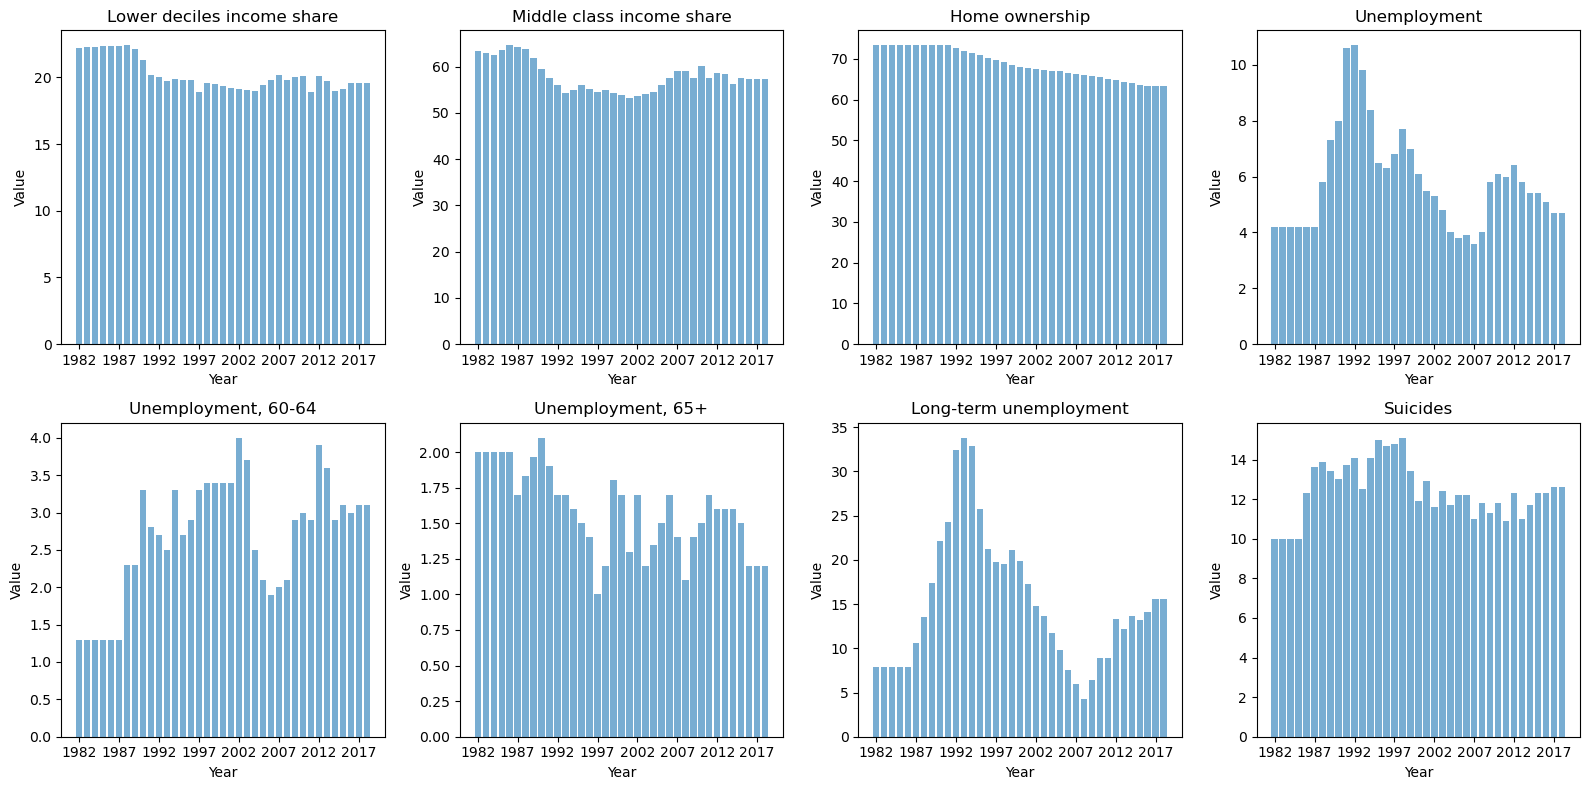 Lower deciles income share
Value
20
15
10
5
0
1982 1987 1992 1997 2002 2007 2012 2017
Year
Middle class income share
Value
60
50
40
30
20
10
0
1982 1987 1992 1997 2002 2007 2012 2017
Year
Home ownership
Value
70
60
50
40
30
20
10
0
1982 1987 1992 1997 2002 2007 2012 2017
Year
Unemployment
Value
10
8
6
4
2
0
1982 1987 1992 1997 2002 2007 2012 2017
Year
Unemployment, 60-64
Value
4.0
3.5
3.0
2.5
2.0
1.5
1.0
0.5
0.0
1982 1987 1992 1997 2002 2007 2012 2017
Year
Unemployment, 65+
Value
2.00
1.75
1.50
1.25
1.00
0.75
0.50
0.25
0.00
1982 1987 1992 1997 2002 2007 2012 2017
Year
Long-term unemployment
Value
35
30
25
20
15
10
5
0
1982 1987 1992 1997 2002 2007 2012 2017
Year
Suicides
Value
14
12
10
8
6
4
2
0
1982 1987 1992 1997 2002 2007 2012 2017
Year